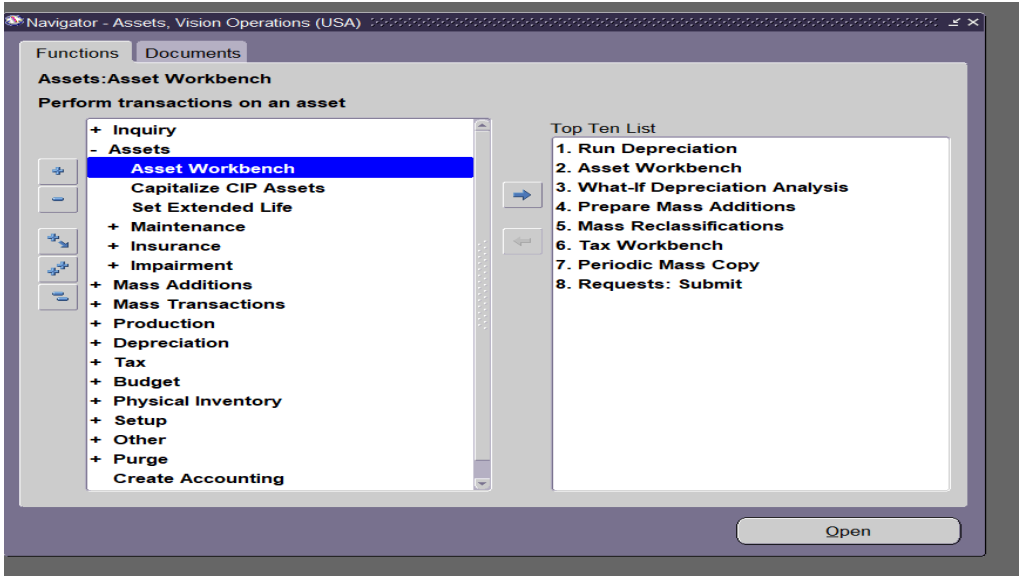 Navigator - Assets, Vision Operations (USA)
Functions Documents
Assets:Asset Workbench
Perform transactions on an asset
+ Inquiry
- Assets
Asset Workbench
Capitalize CIP Assets
Set Extended Life
+ Maintenance
+ Insurance
+ Impairment
+ Mass Additions
+ Mass Transactions
+ Production
+ Depreciation
+ Tax
+ Budget
+ Physical Inventory
+ Setup
+ Other
+ Purge
Create Accounting
Top Ten List
1. Run Depreciation
2. Asset Workbench
3. What-If Depreciation Analysis
4. Prepare Mass Additions
5. Mass Reclassifications
6. Tax Workbench
7. Periodic Mass Copy
8. Requests: Submit
Open